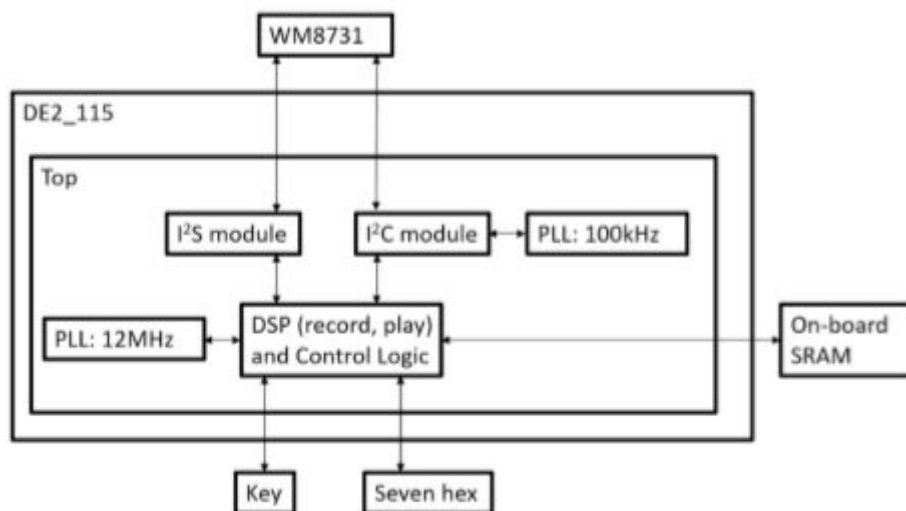 WM8731
DE2_115
Top
I²S module
I²C module
PLL: 100kHz
PLL: 12MHz
DSP (record, play)
and Control Logic
On-board
SRAM
Key
Seven hex